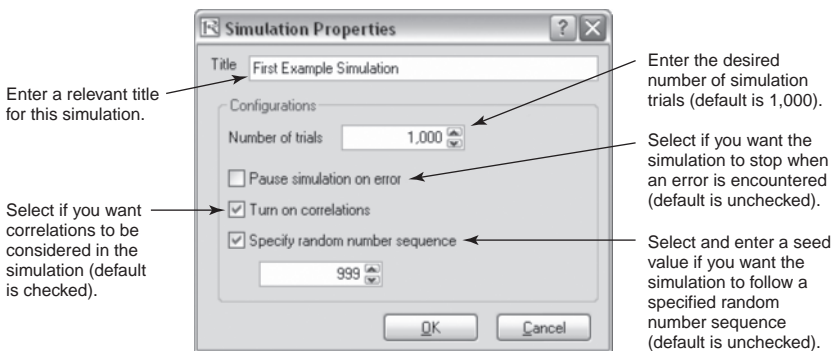 Simulation Properties
Title First Example Simulation
Configurations
Number of trials 1,000
Pause simulation on error
Turn on correlations
Specify random number sequence
999
OK Cancel
Enter a relevant title
for this simulation.
Select if you want
correlations to be
considered in the
simulation (default
is checked).
Enter the desired
number of simulation
trials (default is 1,000).
Select if you want the
simulation to stop when
an error is encountered
(default is unchecked).
Select and enter a seed
value if you want the
simulation to follow a
specified random
number sequence
(default is unchecked).